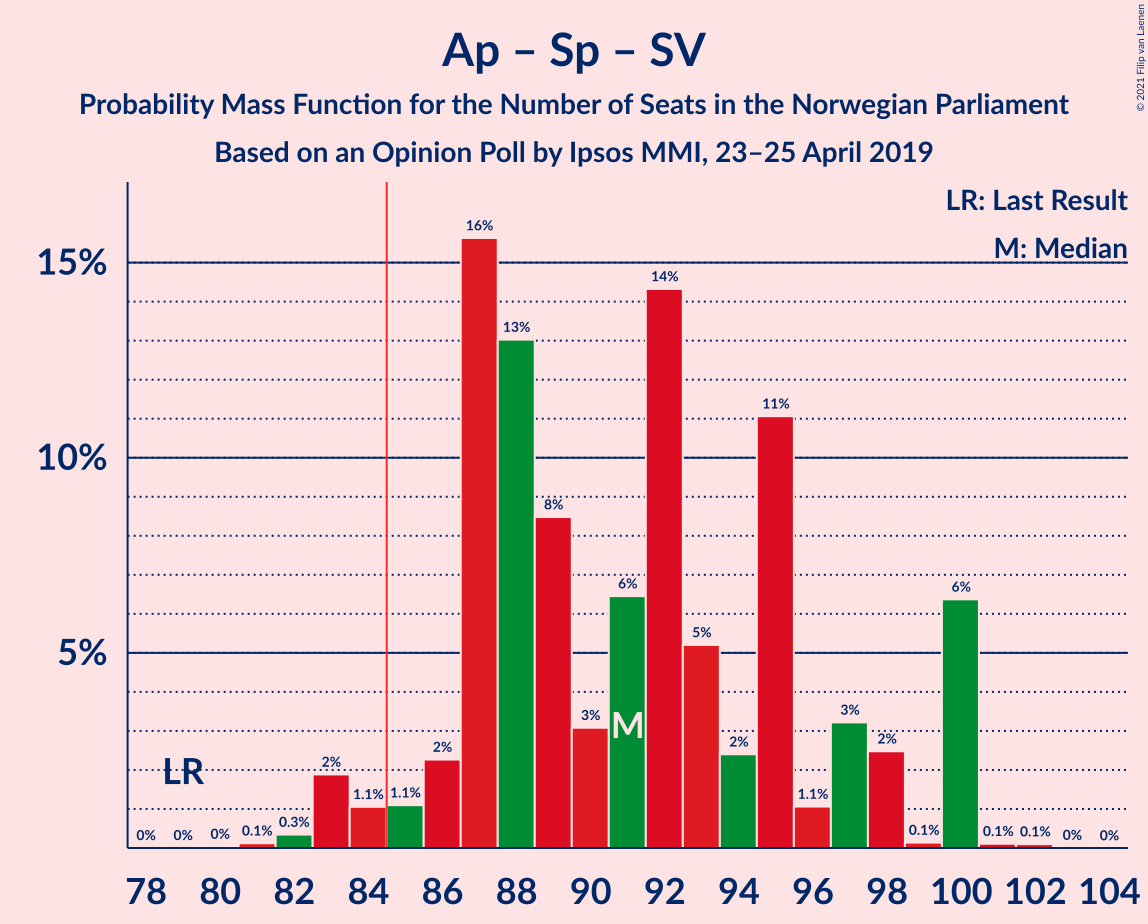 Ap – Sp – SV
Probability Mass Function for the Number of Seats in the Norwegian Parliament
Based on an Opinion Poll by Ipsos MMI, 23–25 April 2019
© 2021 Filip van Laenen
LR: Last Result
M: Median
15%
10%
5%
0% 0% 0% 0.1% 0.3% 2% 1.1% 1.1% 2% 16% 13% 8% 3% 6% 14% 5% 2% 11% 1.1% 3% 2% 0.1% 6% 0.1% 0.1% 0% 0%
LR
M
78 80 82 84 86 88 90 92 94 96 98 100 102 104